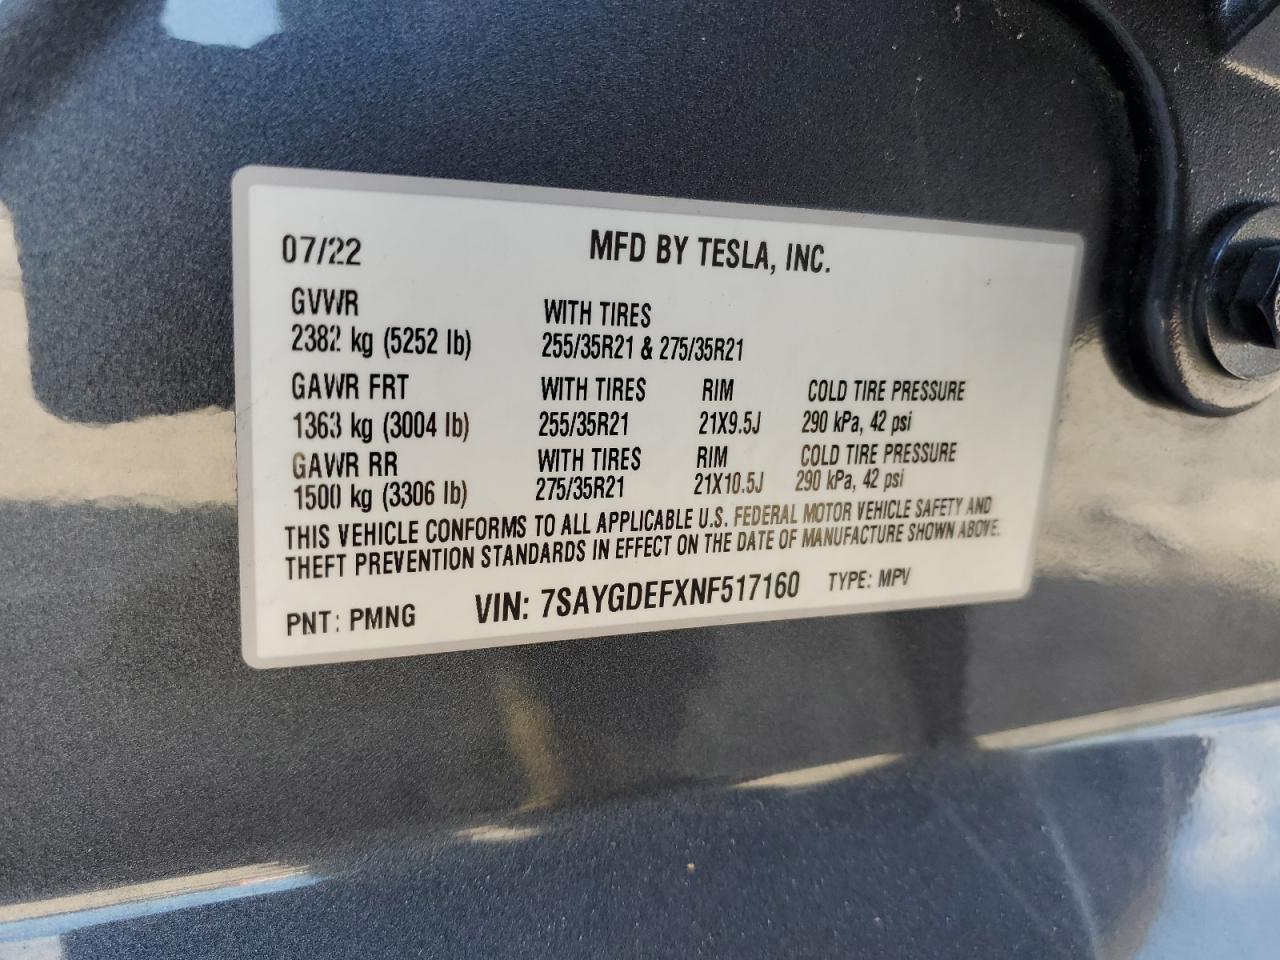 07/22 MFD BY TESLA, INC.
GVWR WITH TIRES
2382 kg (5252 lb) 255/35R21 & 275/35R21
GAWR FRT WITH TIRES RIM COLD TIRE PRESSURE
1363 kg (3004 lb) 255/35R21 21X9.5J 290 kPa, 42 psi
GAWR RR WITH TIRES RIM COLD TIRE PRESSURE
1500 kg (3306 lb) 275/35R21 21X10.5J 290 kPa, 42 psi
THIS VEHICLE CONFORMS TO ALL APPLICABLE U.S. FEDERAL MOTOR VEHICLE SAFETY AND
THEFT PREVENTION STANDARDS IN EFFECT ON THE DATE OF MANUFACTURE SHOWN ABOVE.
PNT: PMNG VIN: 7SAYGDEFXNF517160 TYPE: MPV